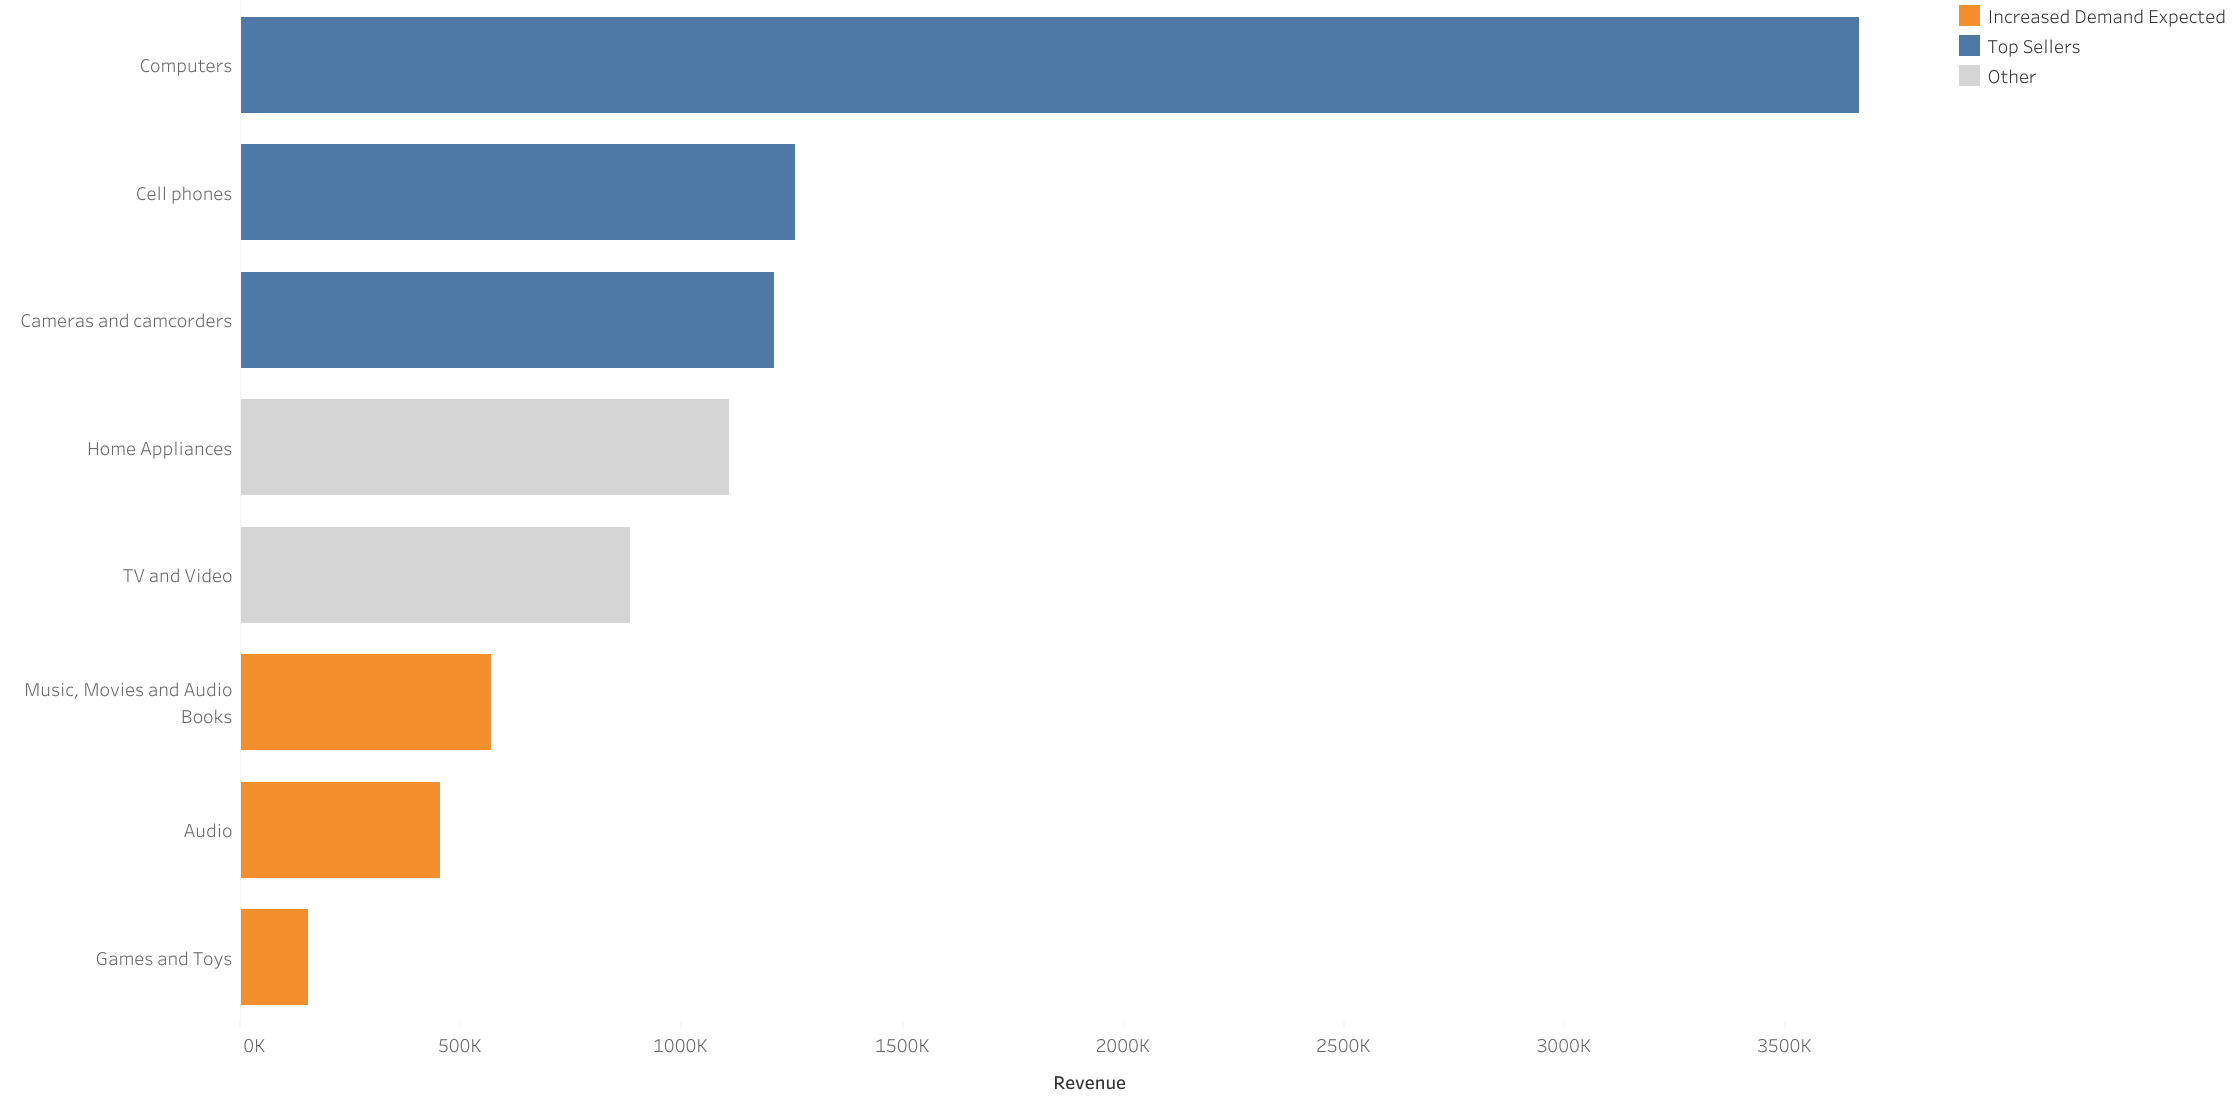 Increased Demand Expected
Top Sellers
Other
Computers
Cell phones
Cameras and camcorders
Home Appliances
TV and Video
Music, Movies and Audio
Books
Audio
Games and Toys
0K 500K 1000K 1500K 2000K 2500K 3000K 3500K
Revenue